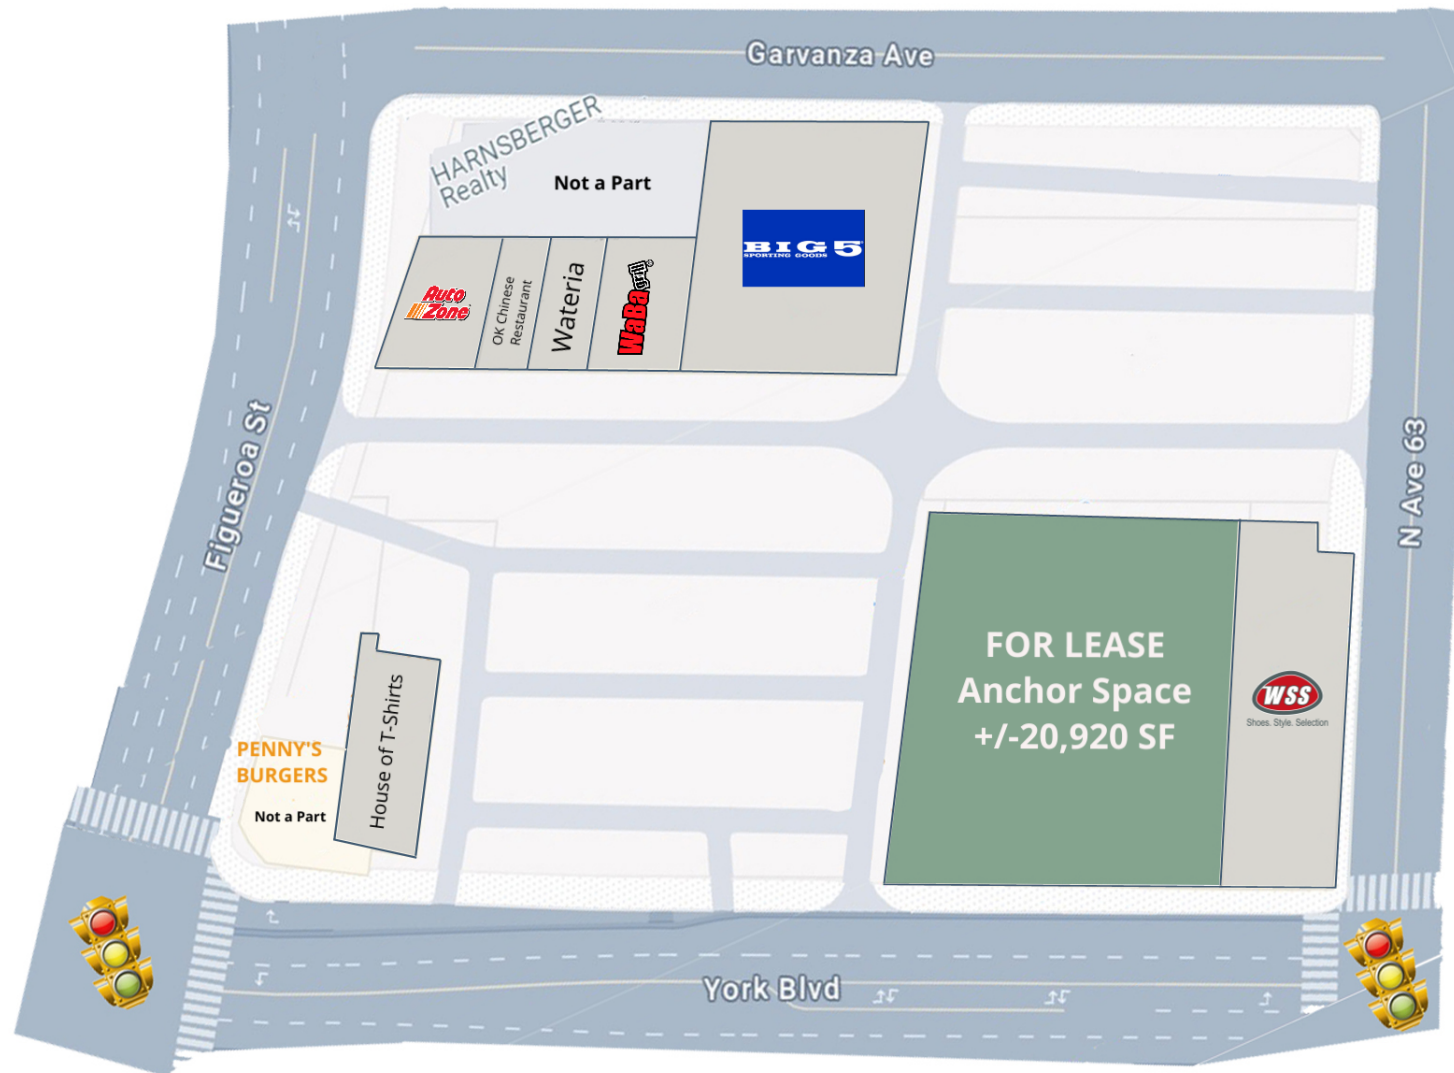 Garvanza Ave
HARNSBERGER
Realty
Not a Part
BIG 5
SPORTING GOODS
Auto
Zone
OK Chinese
Restaurant
Wateria
WaBa Grill
Figueroa St
N Ave 63
FOR LEASE
Anchor Space
+/-20,920 SF
WSS
Shoes. Style. Selection
House of T-Shirts
PENNY'S
BURGERS
Not a Part
York Blvd